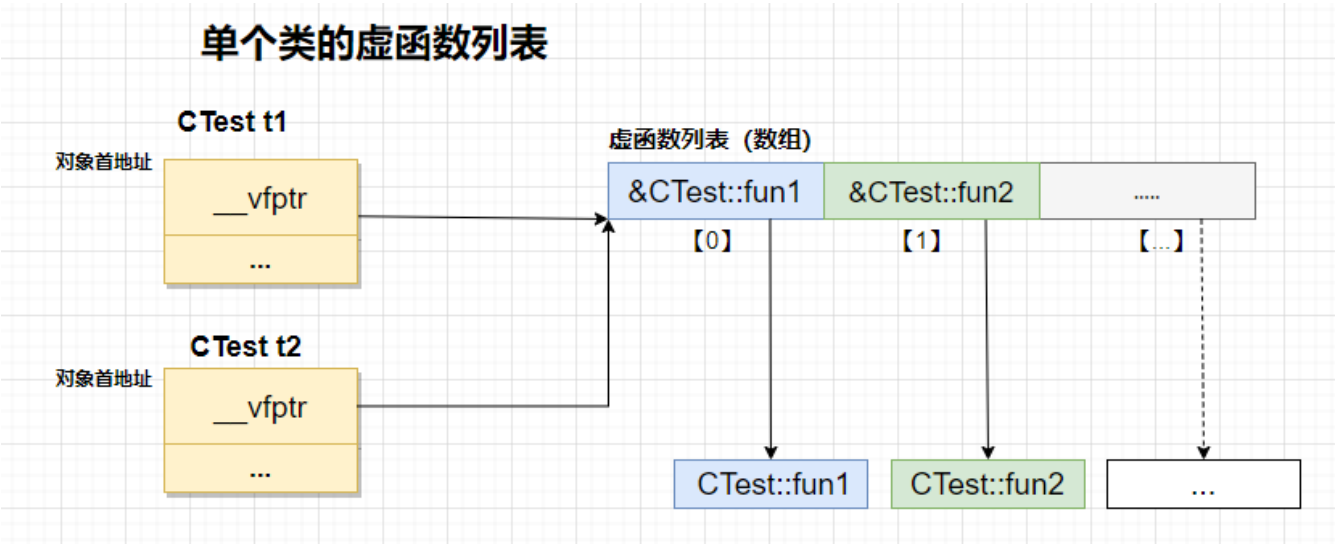 单个类的虚函数列表
CTest t1
对象首地址
__vfptr
...
虚函数列表（数组)
&CTest::fun1
&CTest::fun2
.....
【0】
【1】
【...】
CTest t2
对象首地址
__vfptr
...
CTest::fun1
CTest::fun2
...